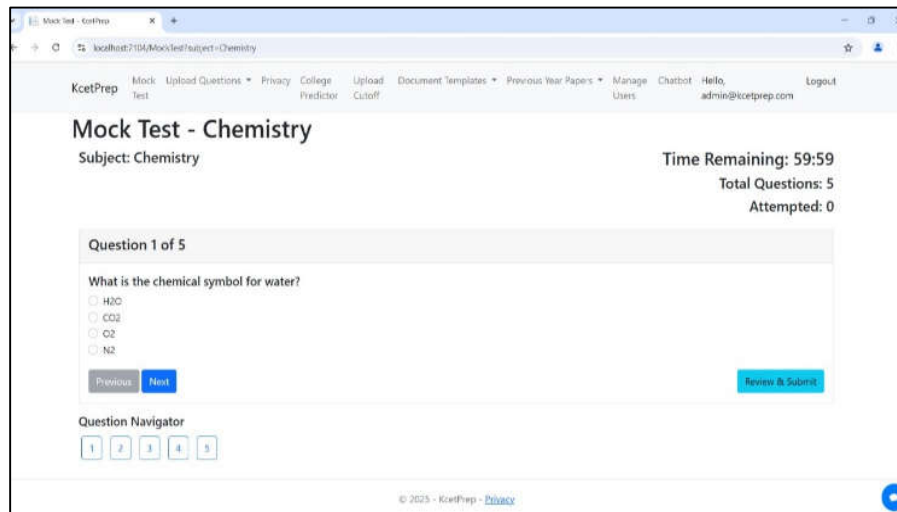 Mock Test - KcetPrep
localhost:7104/MockTest?subject=Chemistry
KcetPrep Mock Test Upload Questions Privacy College Predictor Upload Cutoff Document Templates Previous Year Papers Manage Users Chatbot Hello, admin@kcetprep.com Logout
Mock Test - Chemistry
Subject: Chemistry
Time Remaining: 59:59
Total Questions: 5
Attempted: 0
Question 1 of 5
What is the chemical symbol for water?
H2O
CO2
O2
N2
Previous Next Review & Submit
Question Navigator
1 2 3 4 5
© 2025 - KcetPrep - Privacy